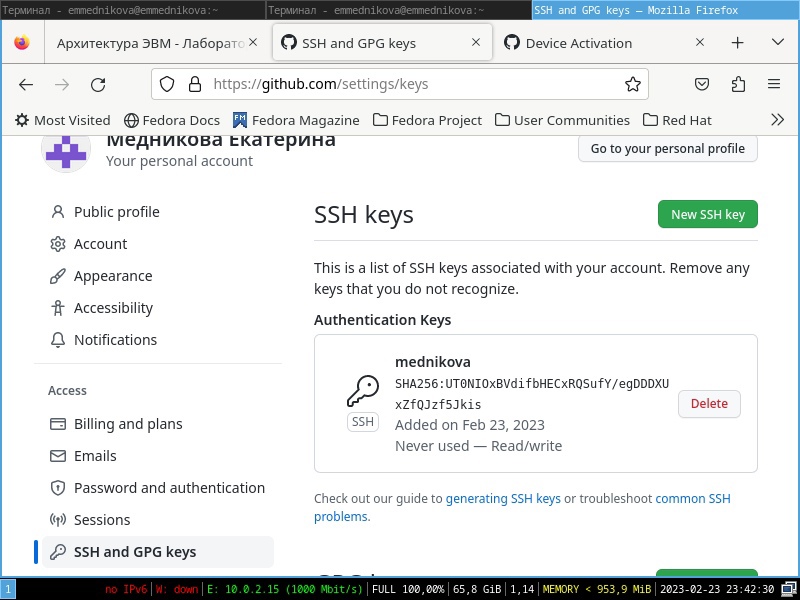 Терминал - emmednikova@emmednikova:~
Терминал - emmednikova@emmednikova:~
SSH and GPG keys — Mozilla Firefox
Архитектура ЭВМ - Лаборато
SSH and GPG keys
Device Activation
https://github.com/settings/keys
Most Visited
Fedora Docs
FM
Fedora Magazine
Fedora Project
User Communities
Red Hat
Медникова Екатерина
Your personal account
Go to your personal profile
Public profile
Account
Appearance
Accessibility
Notifications
Access
Billing and plans
Emails
Password and authentication
Sessions
SSH and GPG keys
SSH keys
New SSH key
This is a list of SSH keys associated with your account. Remove any
keys that you do not recognize.
Authentication Keys
SSH
mednikova
SHA256:UT0NIOxBVdifbHECxRQSufY/egDDDXU
xZfQJzf5Jkis
Added on Feb 23, 2023
Never used — Read/write
Delete
Check out our guide to generating SSH keys or troubleshoot common SSH
problems.
1
no IPv6 | W: down | E: 10.0.2.15 (1000 Mbit/s) | FULL 100,00% | 65,8 GiB | 1,14 | MEMORY < 953,9 MiB | 2023-02-23 23:42:30